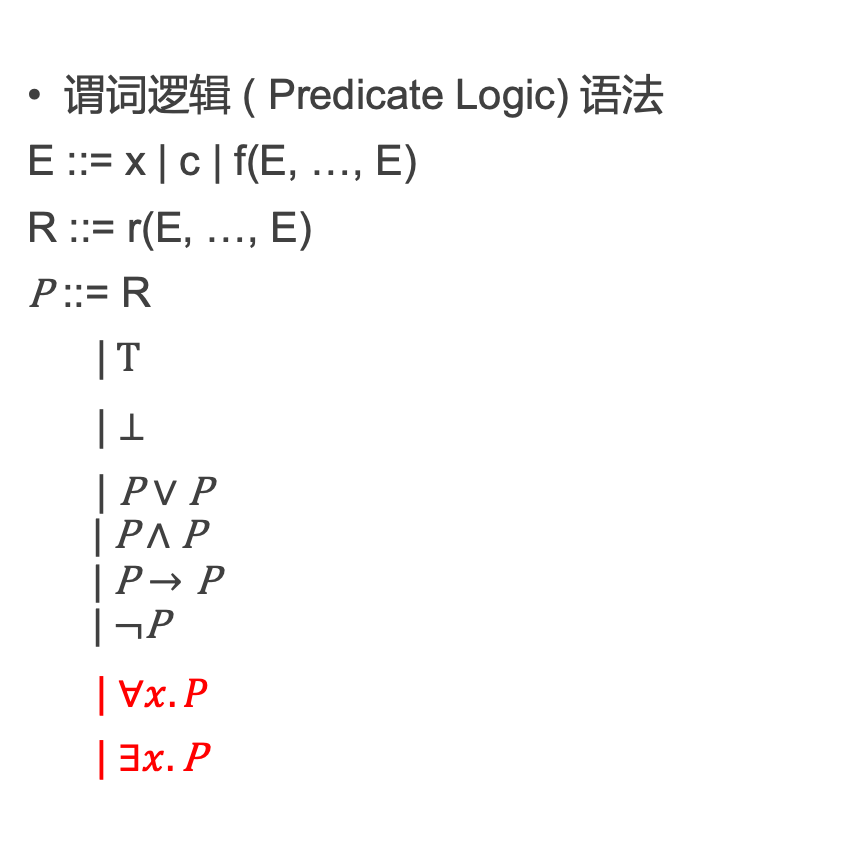 • 谓词逻辑 ( Predicate Logic) 语法
E ::= x | c | f(E, …, E)
R ::= r(E, …, E)
𝑃 ::= R
| T
| ⊥
| 𝑃 ∨ 𝑃
| 𝑃 ∧ 𝑃
| 𝑃 → 𝑃
| ¬𝑃
| ∀𝑥. 𝑃
| ∃𝑥. 𝑃